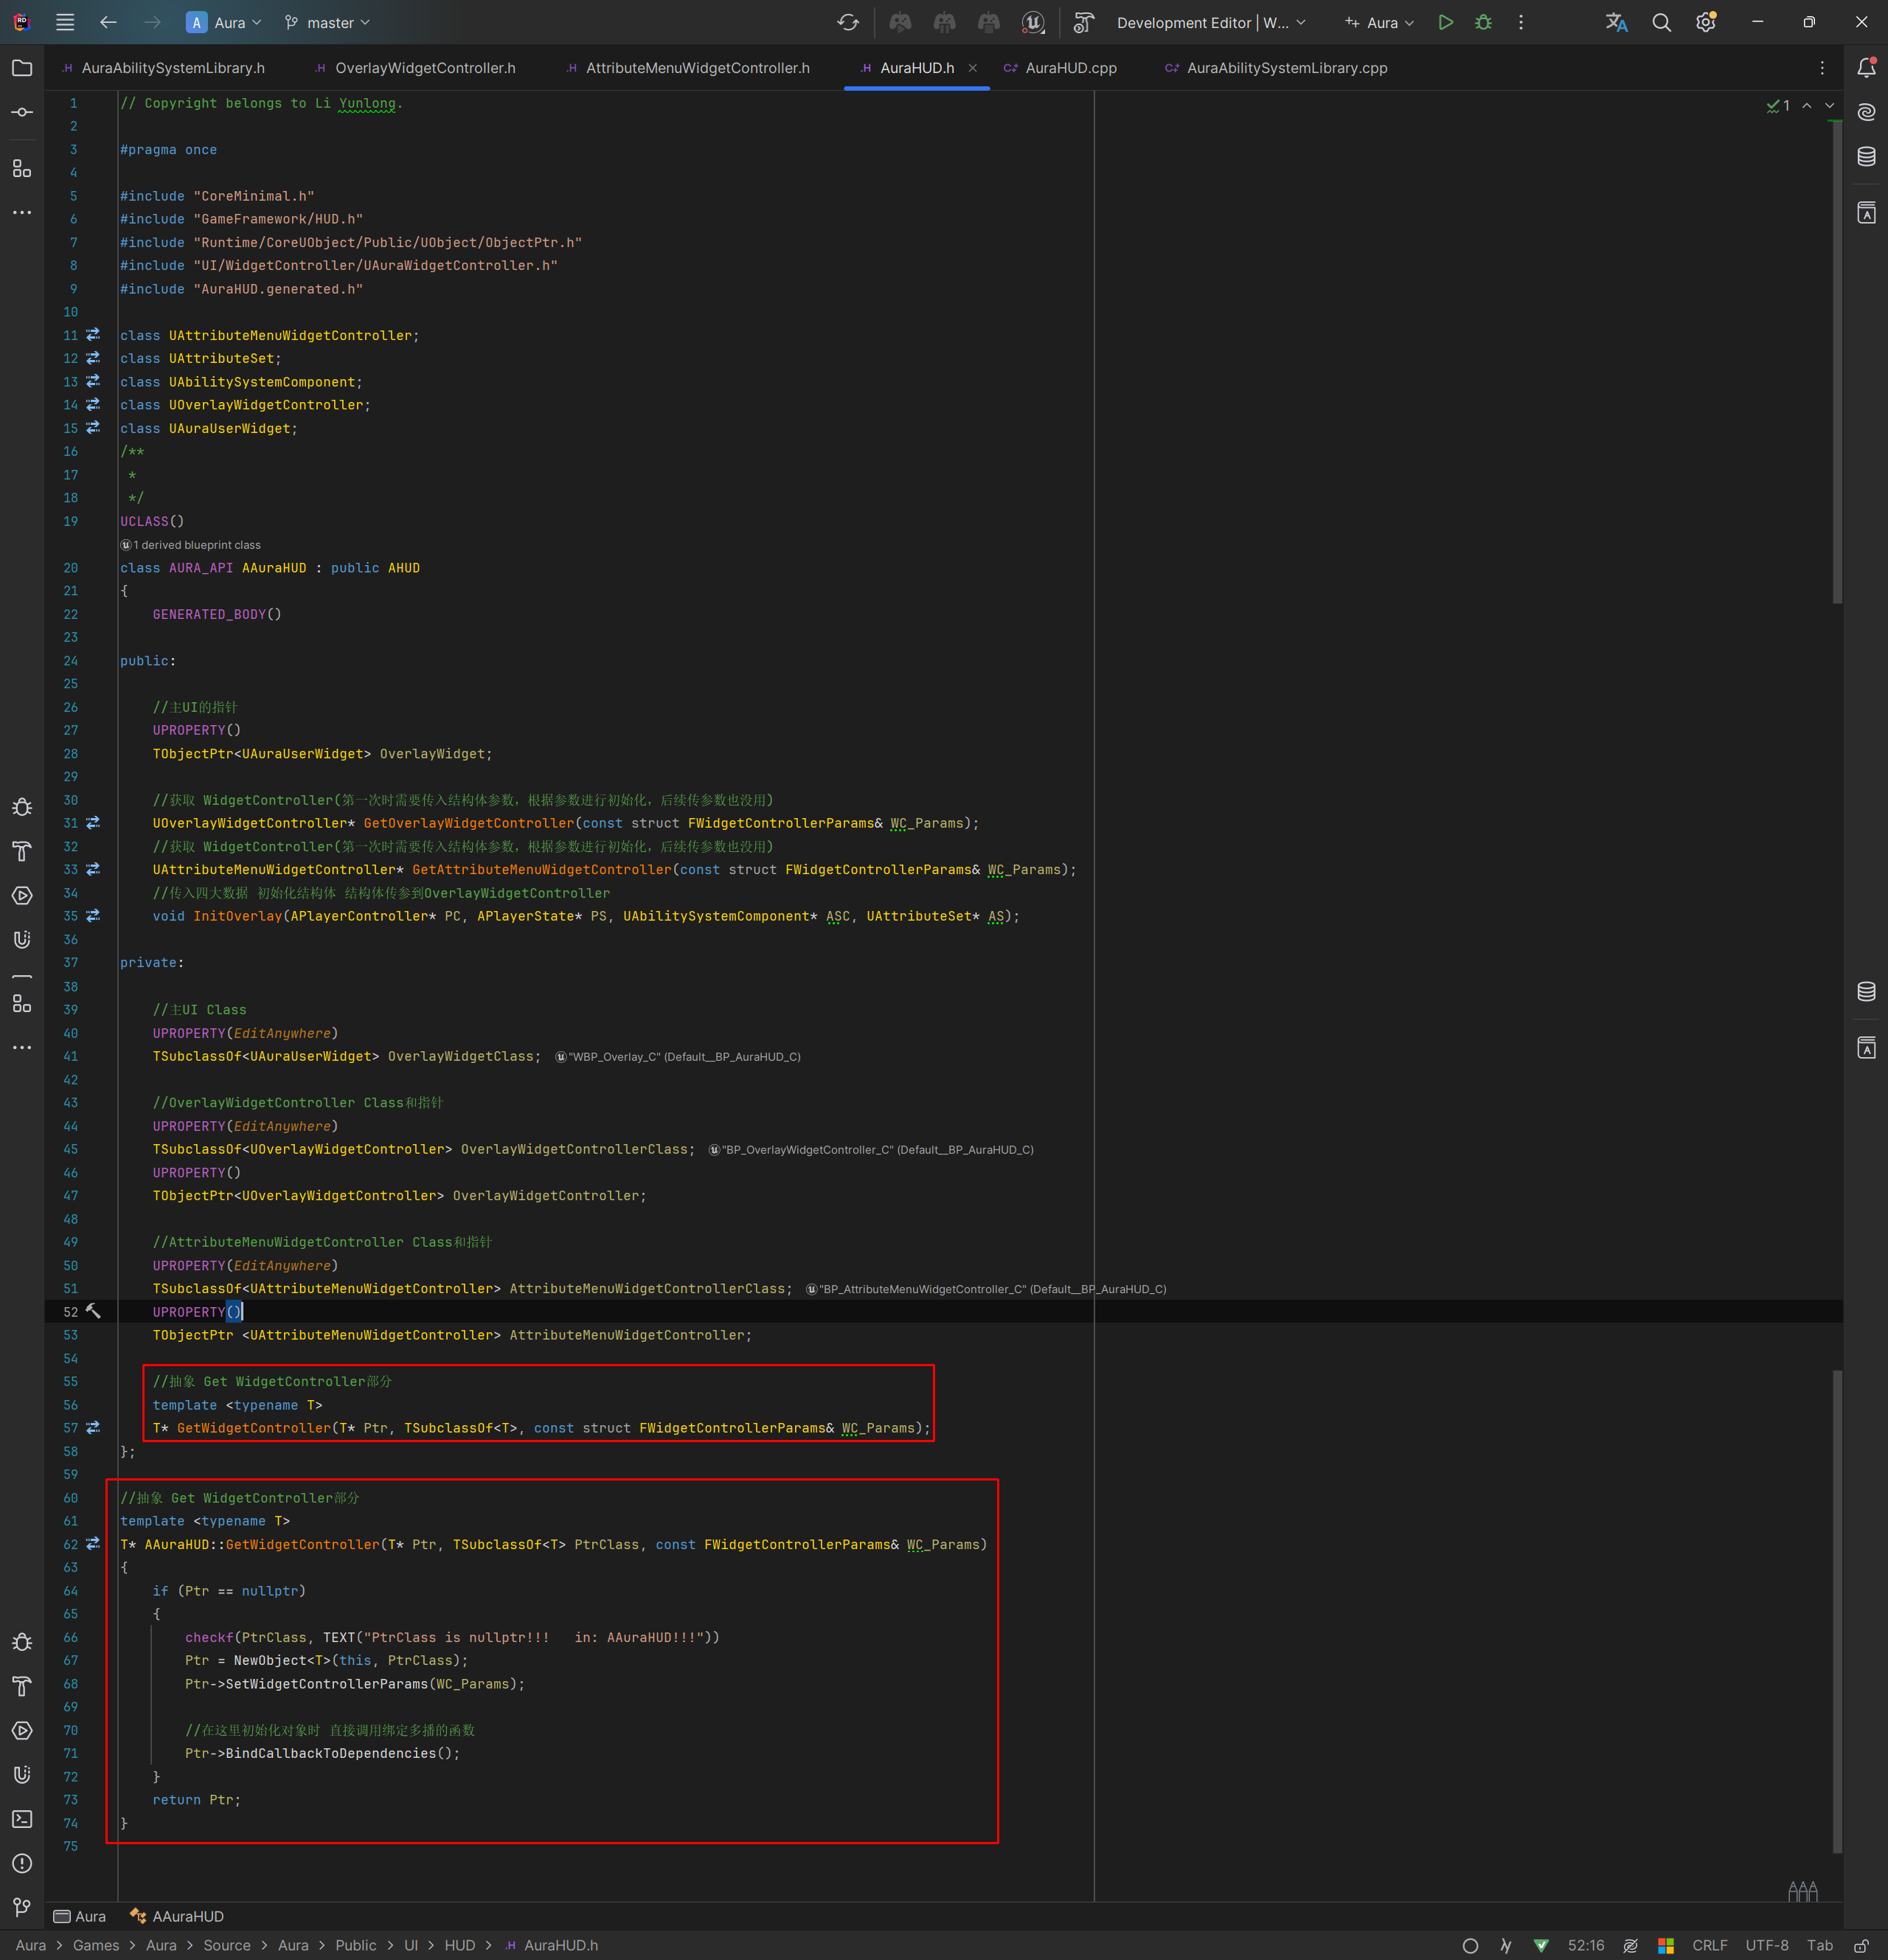 A Aura master Development Editor | W... Aura
AuraAbilitySystemLibrary.h OverlayWidgetController.h AttributeMenuWidgetController.h AuraHUD.h AuraHUD.cpp AuraAbilitySystemLibrary.cpp
1 // Copyright belongs to Li Yunlong.
2
3 #pragma once
4
5 #include "CoreMinimal.h"
6 #include "GameFramework/HUD.h"
7 #include "Runtime/CoreUObject/Public/UObject/ObjectPtr.h"
8 #include "UI/WidgetController/UAuraWidgetController.h"
9 #include "AuraHUD.generated.h"
10
11 class UAttributeMenuWidgetController;
12 class UAttributeSet;
13 class UAbilitySystemComponent;
14 class UOverlayWidgetController;
15 class UAuraUserWidget;
16 /**
17  *
18  */
19 UCLASS()
1 derived blueprint class
20 class AURA_API AAuraHUD : public AHUD
21 {
22     GENERATED_BODY()
23
24 public:
25
26     //主UI的指针
27     UPROPERTY()
28     TObjectPtr<UAuraUserWidget> OverlayWidget;
29
30     //获取 WidgetController(第一次时需要传入结构体参数，根据参数进行初始化，后续传参数也没用)
31     UOverlayWidgetController* GetOverlayWidgetController(const struct FWidgetControllerParams& WC_Params);
32     //获取 WidgetController(第一次时需要传入结构体参数，根据参数进行初始化，后续传参数也没用)
33     UAttributeMenuWidgetController* GetAttributeMenuWidgetController(const struct FWidgetControllerParams& WC_Params);
34     //传入四大数据 初始化结构体 结构体传参到OverlayWidgetController
35     void InitOverlay(APlayerController* PC, APlayerState* PS, UAbilitySystemComponent* ASC, UAttributeSet* AS);
36
37 private:
38
39     //主UI Class
40     UPROPERTY(EditAnywhere)
41     TSubclassOf<UAuraUserWidget> OverlayWidgetClass; "WBP_Overlay_C" (Default__BP_AuraHUD_C)
42
43     //OverlayWidgetController Class和指针
44     UPROPERTY(EditAnywhere)
45     TSubclassOf<UOverlayWidgetController> OverlayWidgetControllerClass; "BP_OverlayWidgetController_C" (Default__BP_AuraHUD_C)
46     UPROPERTY()
47     TObjectPtr<UOverlayWidgetController> OverlayWidgetController;
48
49     //AttributeMenuWidgetController Class和指针
50     UPROPERTY(EditAnywhere)
51     TSubclassOf<UAttributeMenuWidgetController> AttributeMenuWidgetControllerClass; "BP_AttributeMenuWidgetController_C" (Default__BP_AuraHUD_C)
52     UPROPERTY()
53     TObjectPtr <UAttributeMenuWidgetController> AttributeMenuWidgetController;
54
55     //抽象 Get WidgetController部分
56     template <typename T>
57     T* GetWidgetController(T* Ptr, TSubclassOf<T>, const struct FWidgetControllerParams& WC_Params);
58 };
59
60 //抽象 Get WidgetController部分
61 template <typename T>
62 T* AAuraHUD::GetWidgetController(T* Ptr, TSubclassOf<T> PtrClass, const FWidgetControllerParams& WC_Params)
63 {
64     if (Ptr == nullptr)
65     {
66         checkf(PtrClass, TEXT("PtrClass is nullptr!!!   in: AAuraHUD!!!"))
67         Ptr = NewObject<T>(this, PtrClass);
68         Ptr->SetWidgetControllerParams(WC_Params);
69
70         //在这里初始化对象时 直接调用绑定多播的函数
71         Ptr->BindCallbackToDependencies();
72     }
73     return Ptr;
74 }
75
1
Aura AAuraHUD
Aura > Games > Aura > Source > Aura > Public > UI > HUD > AuraHUD.h 52:16 CRLF UTF-8 Tab